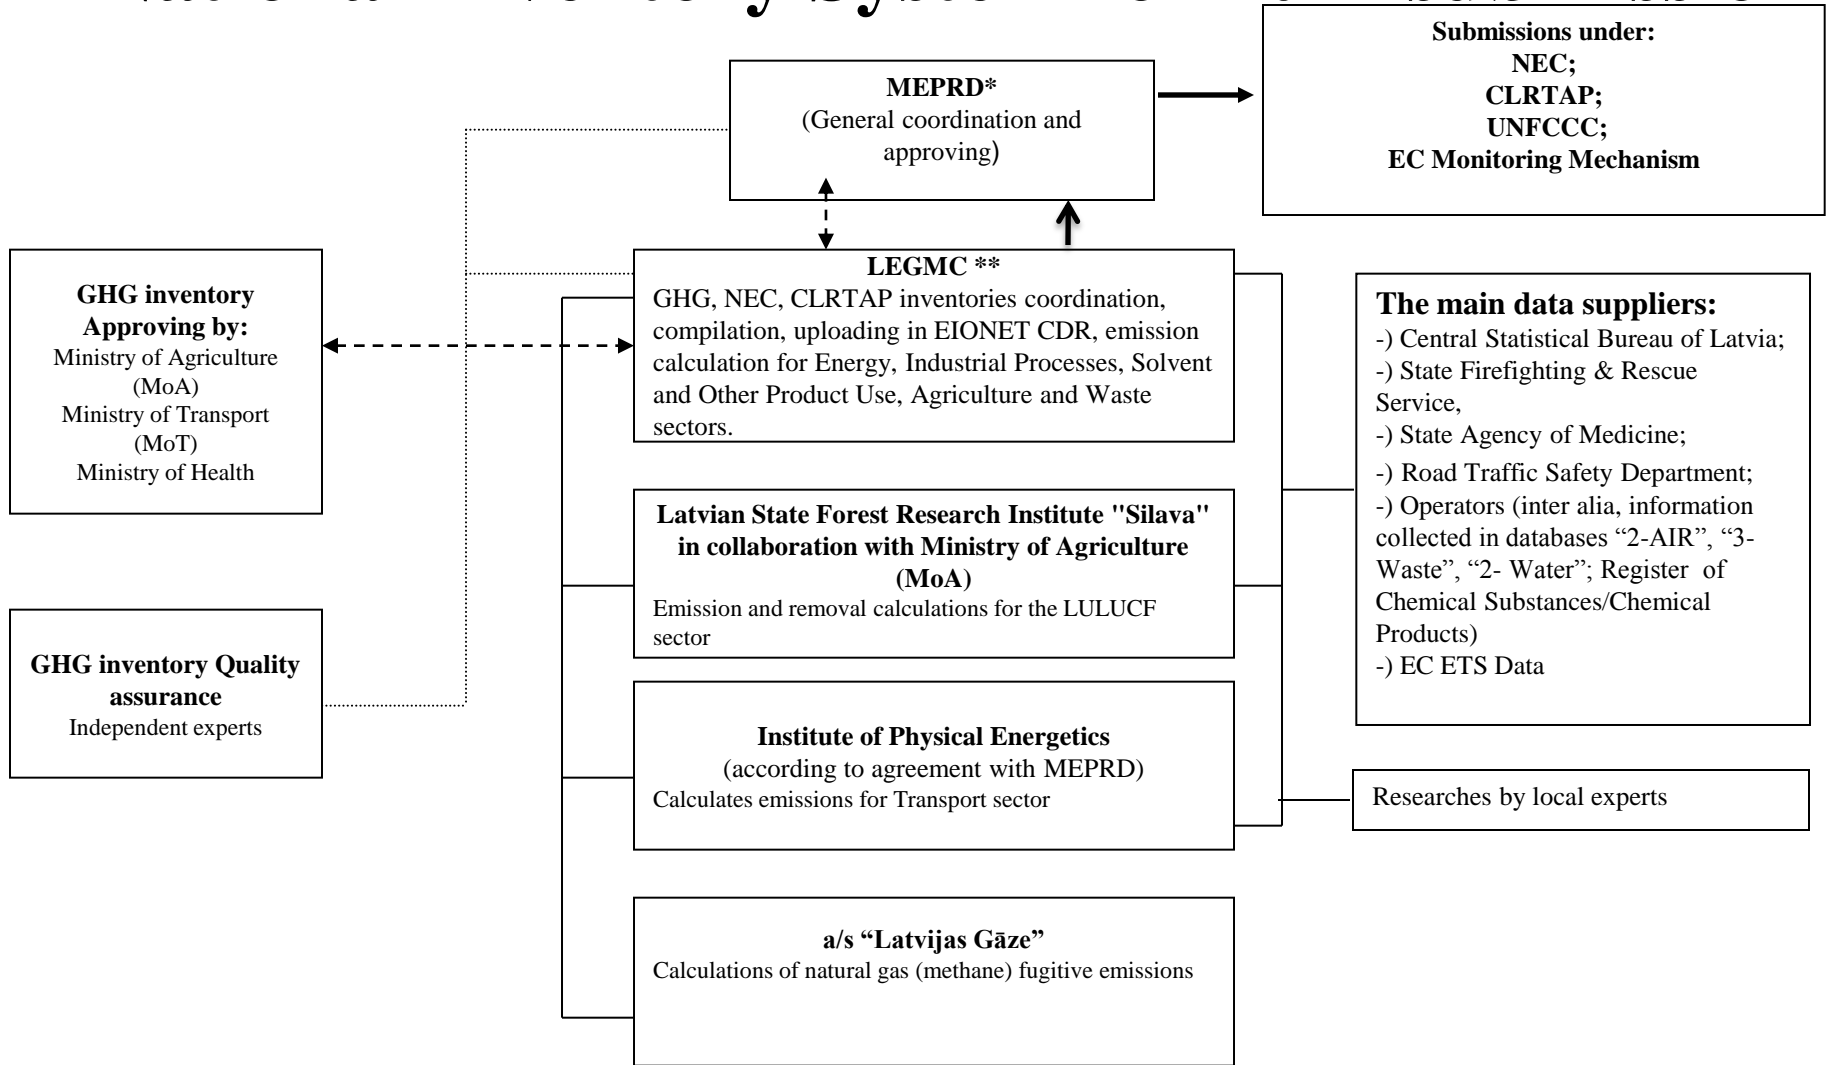 MEPRD*
(General coordination and
approving)
Submissions under:
NEC;
CLRTAP;
UNFCCC;
EC Monitoring Mechanism
GHG inventory
Approving by:
Ministry of Agriculture
(MoA)
Ministry of Transport
(MoT)
Ministry of Health
LEGMC **
GHG, NEC, CLRTAP inventories coordination,
compilation, uploading in EIONET CDR, emission
calculation for Energy, Industrial Processes, Solvent
and Other Product Use, Agriculture and Waste
sectors.
The main data suppliers:
-) Central Statistical Bureau of Latvia;
-) State Firefighting & Rescue
Service,
-) State Agency of Medicine;
-) Road Traffic Safety Department;
-) Operators (inter alia, information
collected in databases “2-AIR”, “3-
Waste”, “2- Water”; Register of
Chemical Substances/Chemical
Products)
-) EC ETS Data
Latvian State Forest Research Institute "Silava"
in collaboration with Ministry of Agriculture
(MoA)
Emission and removal calculations for the LULUCF
sector
GHG inventory Quality
assurance
Independent experts
Institute of Physical Energetics
(according to agreement with MEPRD)
Calculates emissions for Transport sector
Researches by local experts
a/s “Latvijas Gāze”
Calculations of natural gas (methane) fugitive emissions